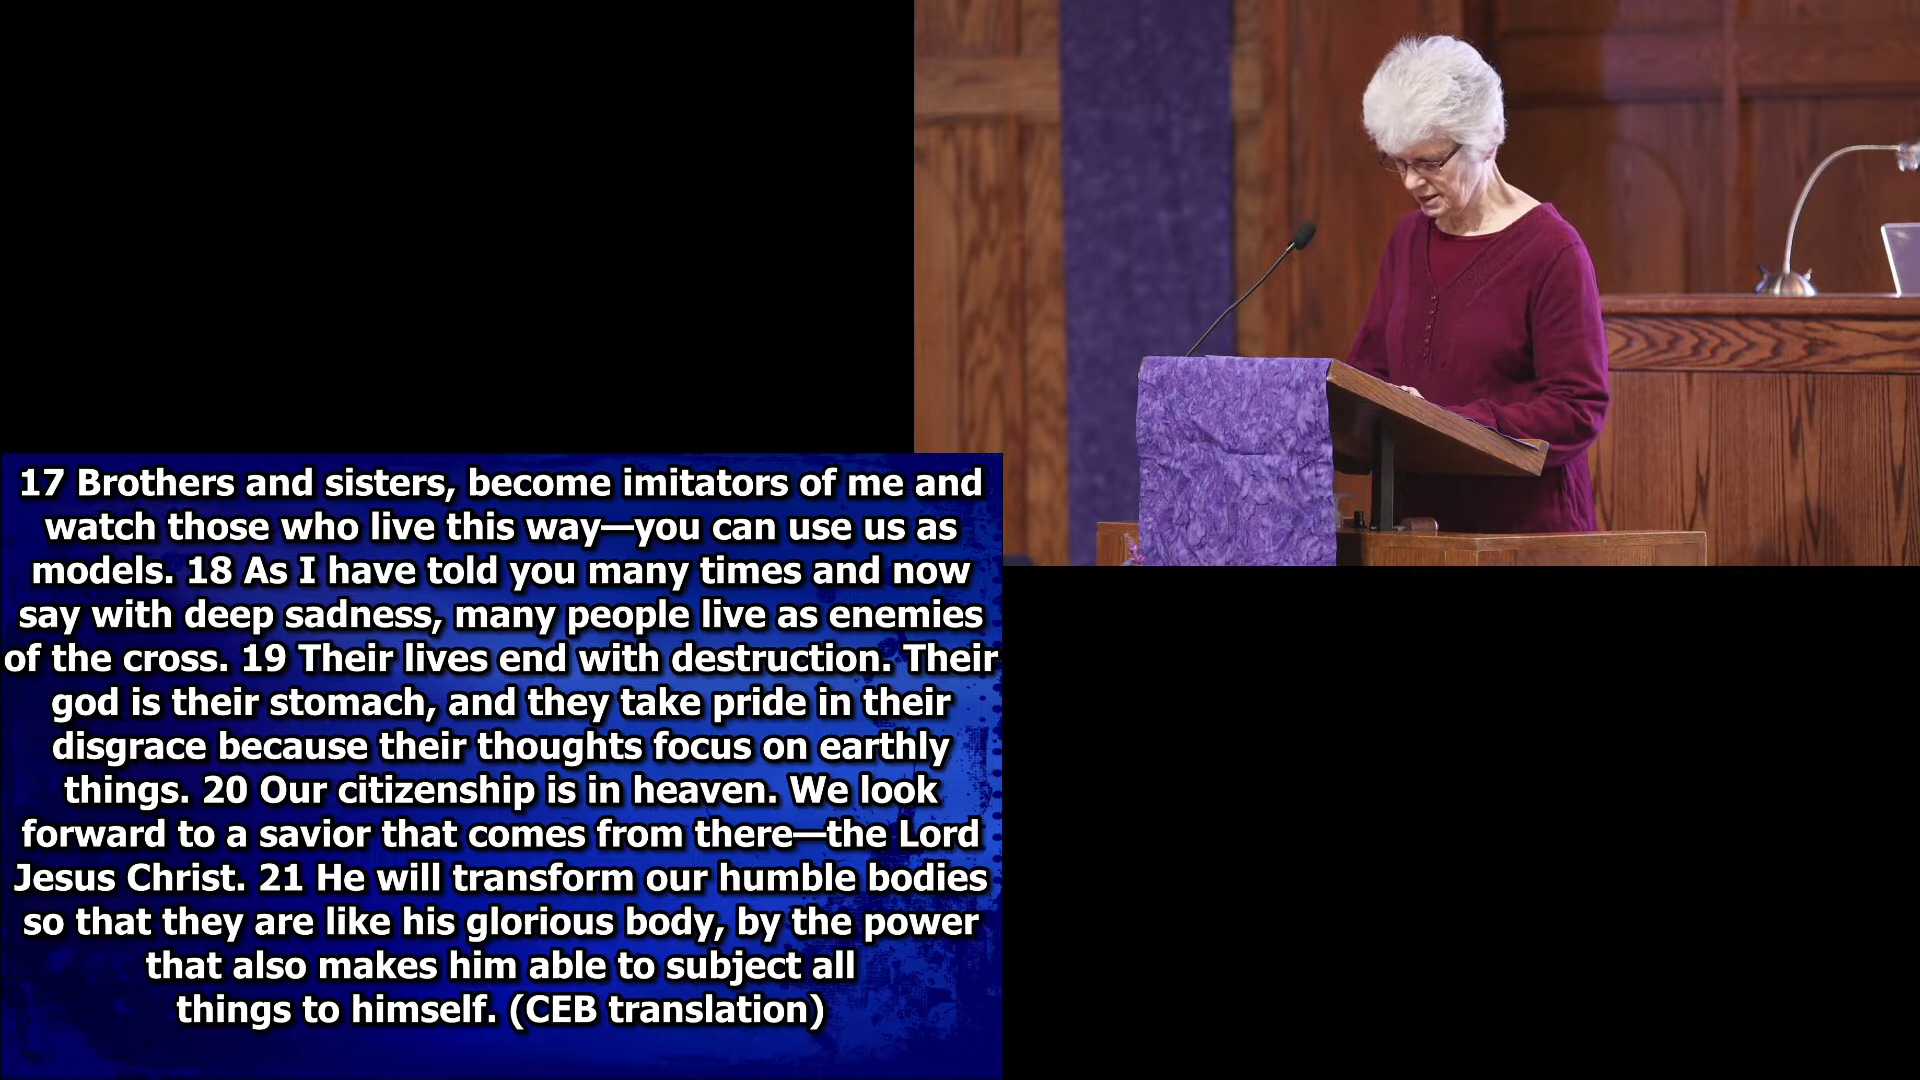 17 Brothers and sisters, become imitators of me and
watch those who live this way—you can use us as
models. 18 As I have told you many times and now
say with deep sadness, many people live as enemies
of the cross. 19 Their lives end with destruction. Their
god is their stomach, and they take pride in their
disgrace because their thoughts focus on earthly
things. 20 Our citizenship is in heaven. We look
forward to a savior that comes from there—the Lord
Jesus Christ. 21 He will transform our humble bodies
so that they are like his glorious body, by the power
that also makes him able to subject all
things to himself. (CEB translation)